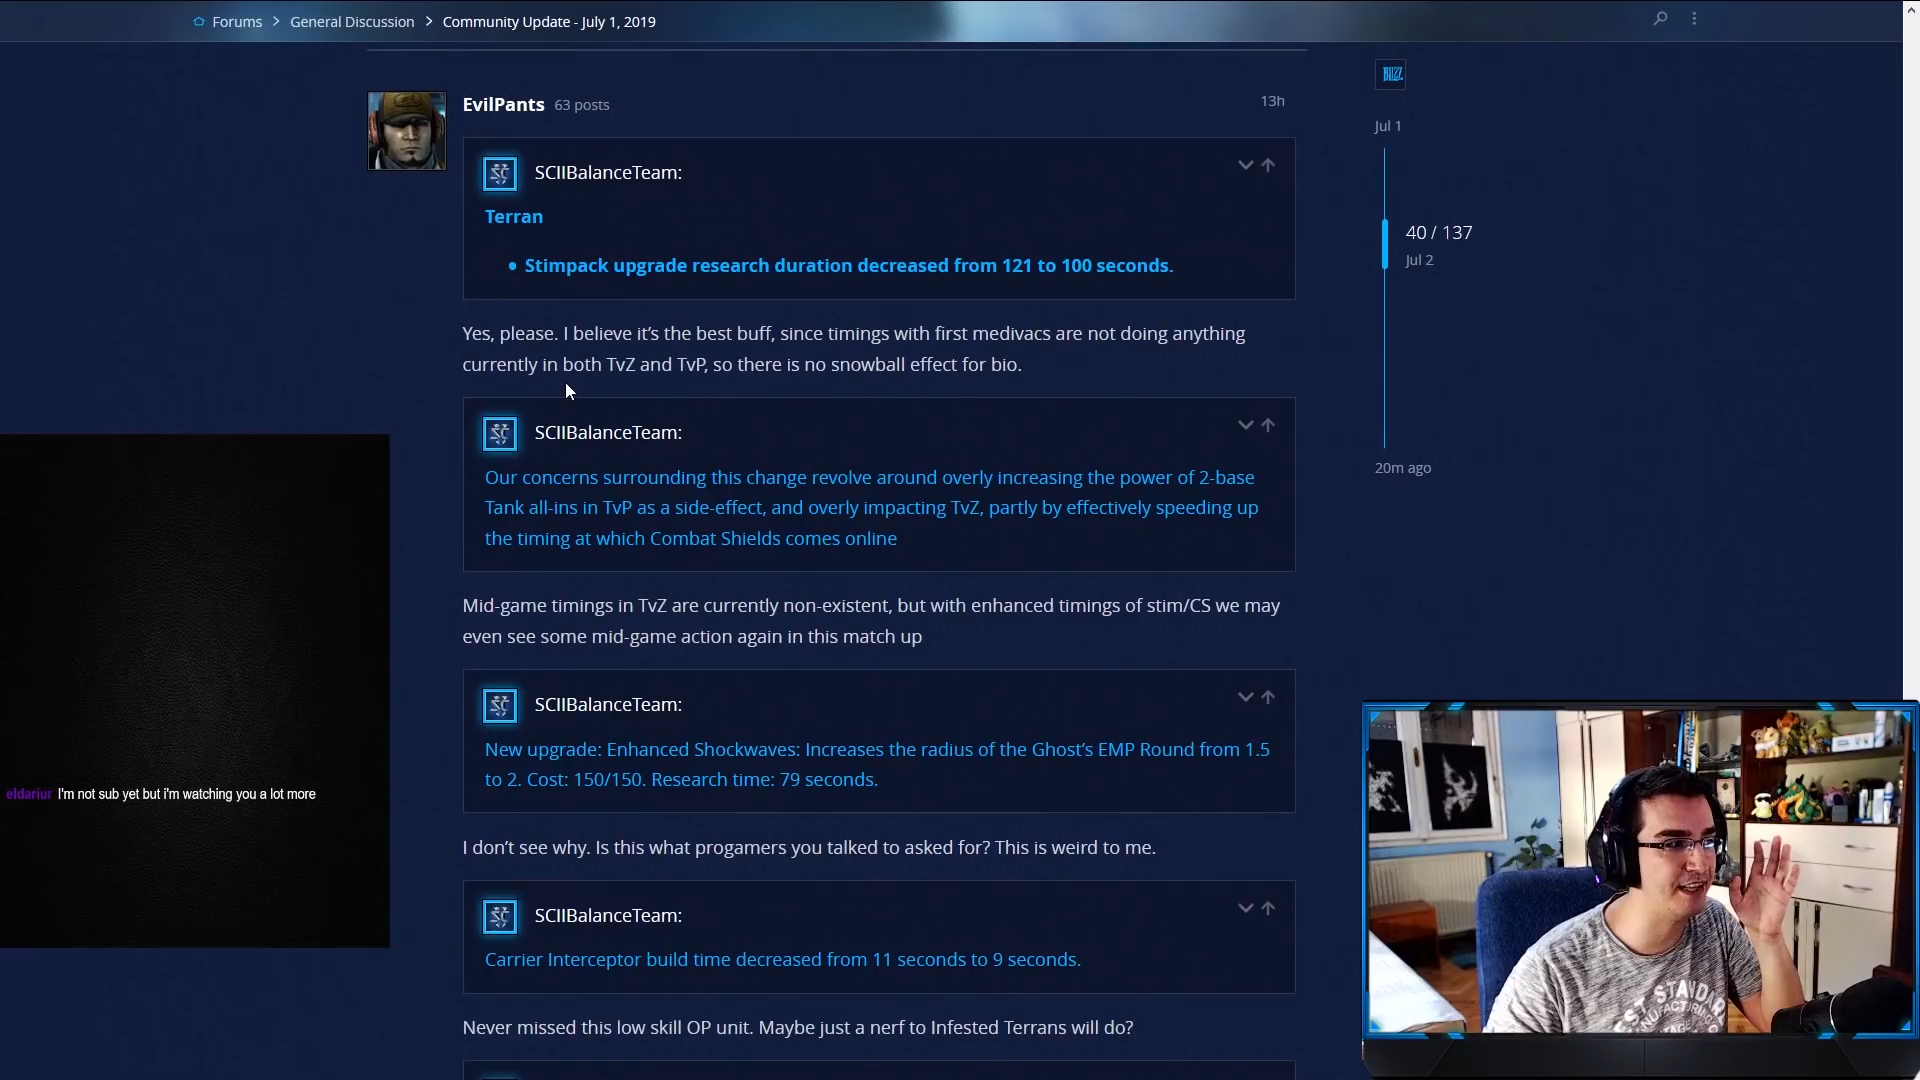 Forums > General Discussion > Community Update - July 1, 2019
EvilPants 63 posts
13h
SCIIBalanceTeam:
Terran
• Stimpack upgrade research duration decreased from 121 to 100 seconds.
Yes, please. I believe it’s the best buff, since timings with first medivacs are not doing anything
currently in both TvZ and TvP, so there is no snowball effect for bio.
SCIIBalanceTeam:
Our concerns surrounding this change revolve around overly increasing the power of 2-base
Tank all-ins in TvP as a side-effect, and overly impacting TvZ, partly by effectively speeding up
the timing at which Combat Shields comes online
Mid-game timings in TvZ are currently non-existent, but with enhanced timings of stim/CS we may
even see some mid-game action again in this match up
SCIIBalanceTeam:
New upgrade: Enhanced Shockwaves: Increases the radius of the Ghost’s EMP Round from 1.5
to 2. Cost: 150/150. Research time: 79 seconds.
I don’t see why. Is this what progamers you talked to asked for? This is weird to me.
SCIIBalanceTeam:
Carrier Interceptor build time decreased from 11 seconds to 9 seconds.
Never missed this low skill OP unit. Maybe just a nerf to Infested Terrans will do?
BLIZZ
Jul 1
40 / 137
Jul 2
20m ago
eldariur I'm not sub yet but i'm watching you a lot more